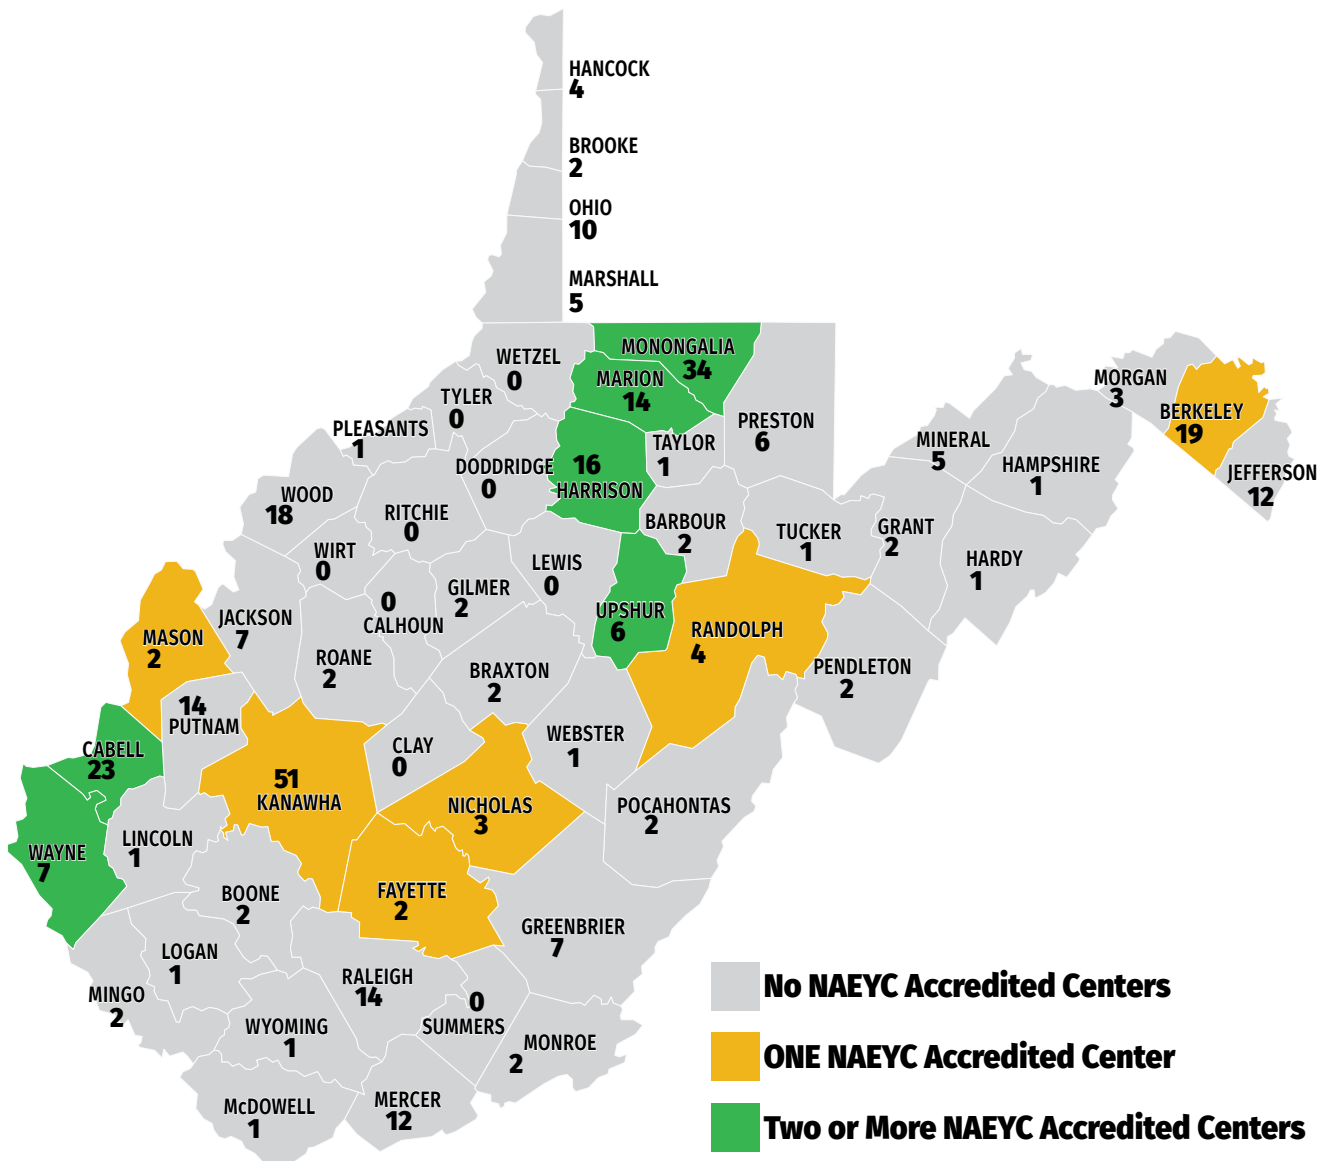 HANCOCK
4
BROOKE
2
OHIO
10
MARSHALL
5
WETZEL
0
MONONGALIA
34
MARION
14
TYLER
0
PLEASANTS
1
MORGAN
3
BERKELEY
19
PRESTON
6
TAYLOR
1
MINERAL
5
HAMPSHIRE
1
JEFFERSON
12
DODDRIDGE
0
16
HARRISON
WOOD
18
RITCHIE
0
BARBOUR
2
TUCKER
1
GRANT
2
HARDY
1
WIRT
0
LEWIS
0
GILMER
2
0
CALHOUN
JACKSON
7
UPSHUR
6
RANDOLPH
4
MASON
2
ROANE
2
BRAXTON
2
PENDLETON
2
14
PUTNAM
WEBSTER
1
CLAY
0
CABELL
23
51
KANAWHA
NICHOLAS
3
POCAHONTAS
2
LINCOLN
1
WAYNE
7
BOONE
2
FAYETTE
2
GREENBRIER
7
LOGAN
1
RALEIGH
14
MINGO
2
0
SUMMERS
WYOMING
1
MONROE
2
McDOWELL
1
MERCER
12
No NAEYC Accredited Centers
ONE NAEYC Accredited Center
Two or More NAEYC Accredited Centers